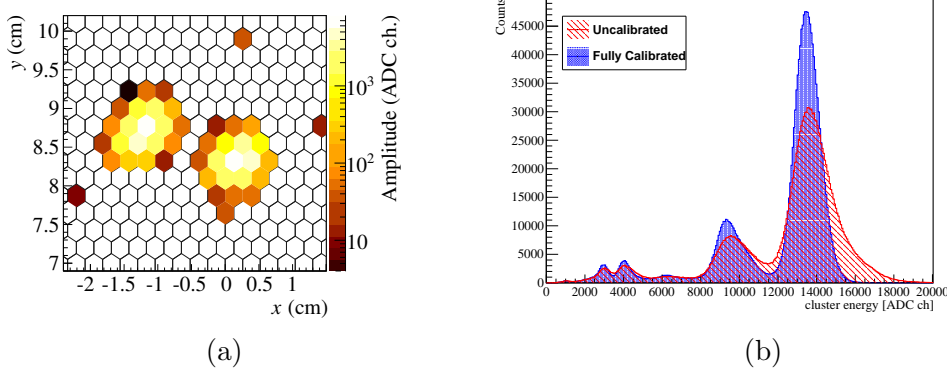 y (cm)
10
9.5
9
8.5
8
7.5
7
-2 -1.5 -1 -0.5 0 0.5 1
x (cm)
Amplitude (ADC ch.)
10³
10²
10
(a)
Counts
45000
40000
35000
30000
25000
20000
15000
10000
5000
0
Uncalibrated
Fully Calibrated
0 2000 4000 6000 8000 10000 12000 14000 16000 18000 20000
cluster energy [ADC ch]
(b)